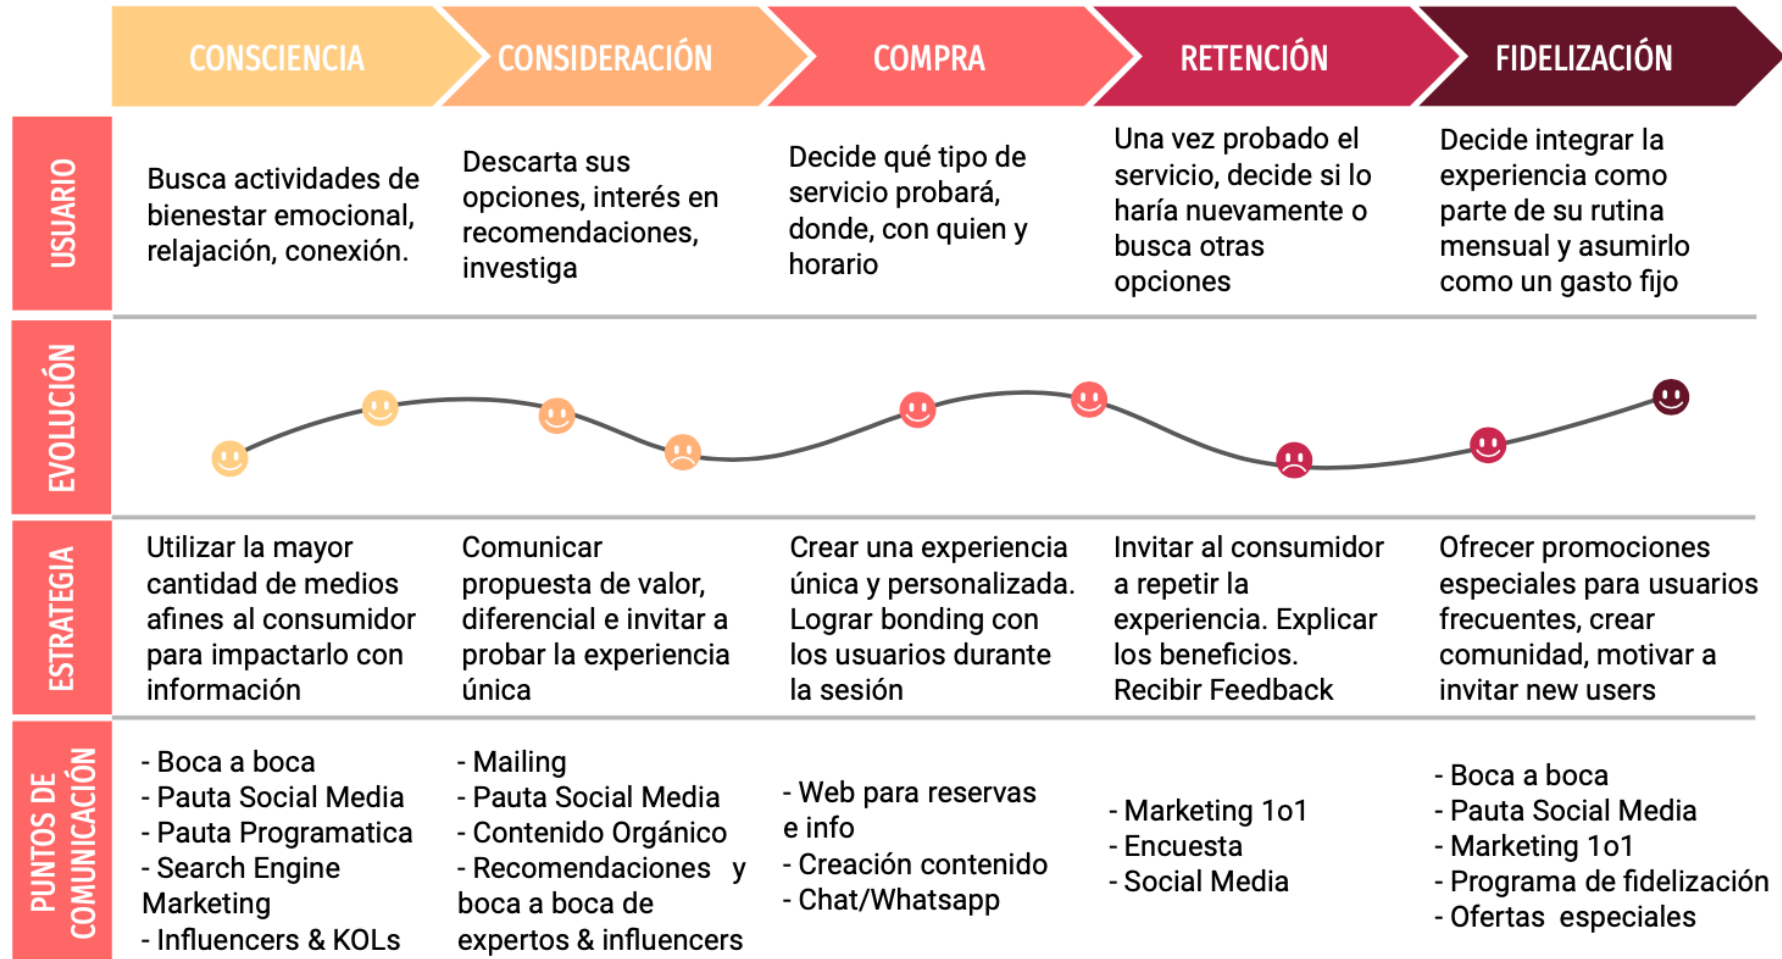 CONSCIENCIA
CONSIDERACIÓN
COMPRA
RETENCIÓN
FIDELIZACIÓN
USUARIO
Busca actividades de
bienestar emocional,
relajación, conexión.
Descarta sus
opciones, interés en
recomendaciones,
investiga
Decide qué tipo de
servicio probará,
donde, con quien y
horario
Una vez probado el
servicio, decide si lo
haría nuevamente o
busca otras
opciones
Decide integrar la
experiencia como
parte de su rutina
mensual y asumirlo
como un gasto fijo
EVOLUCIÓN
ESTRATEGIA
Utilizar la mayor
cantidad de medios
afines al consumidor
para impactarlo con
información
Comunicar
propuesta de valor,
diferencial e invitar a
probar la experiencia
única
Crear una experiencia
única y personalizada.
Lograr bonding con
los usuarios durante
la sesión
Invitar al consumidor
a repetir la
experiencia. Explicar
los beneficios.
Recibir Feedback
Ofrecer promociones
especiales para usuarios
frecuentes, crear
comunidad, motivar a
invitar new users
PUNTOS DE
COMUNICACIÓN
- Boca a boca
- Pauta Social Media
- Pauta Programatica
- Search Engine
Marketing
- Influencers & KOLs
- Mailing
- Pauta Social Media
- Contenido Orgánico
- Recomendaciones y
boca a boca de
expertos & influencers
- Web para reservas
e info
- Creación contenido
- Chat/Whatsapp
- Marketing 1o1
- Encuesta
- Social Media
- Boca a boca
- Pauta Social Media
- Marketing 1o1
- Programa de fidelización
- Ofertas especiales